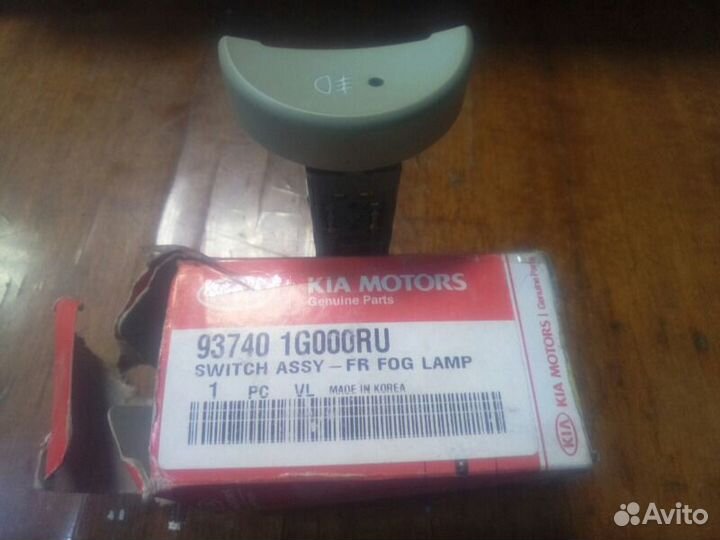 KIA MOTORS
Genuine Parts
93740 1G000RU
SWITCH ASSY-FR FOG LAMP
1 PC VL MADE IN KOREA
KIA KIA MOTORS | Genuine Parts
Avito